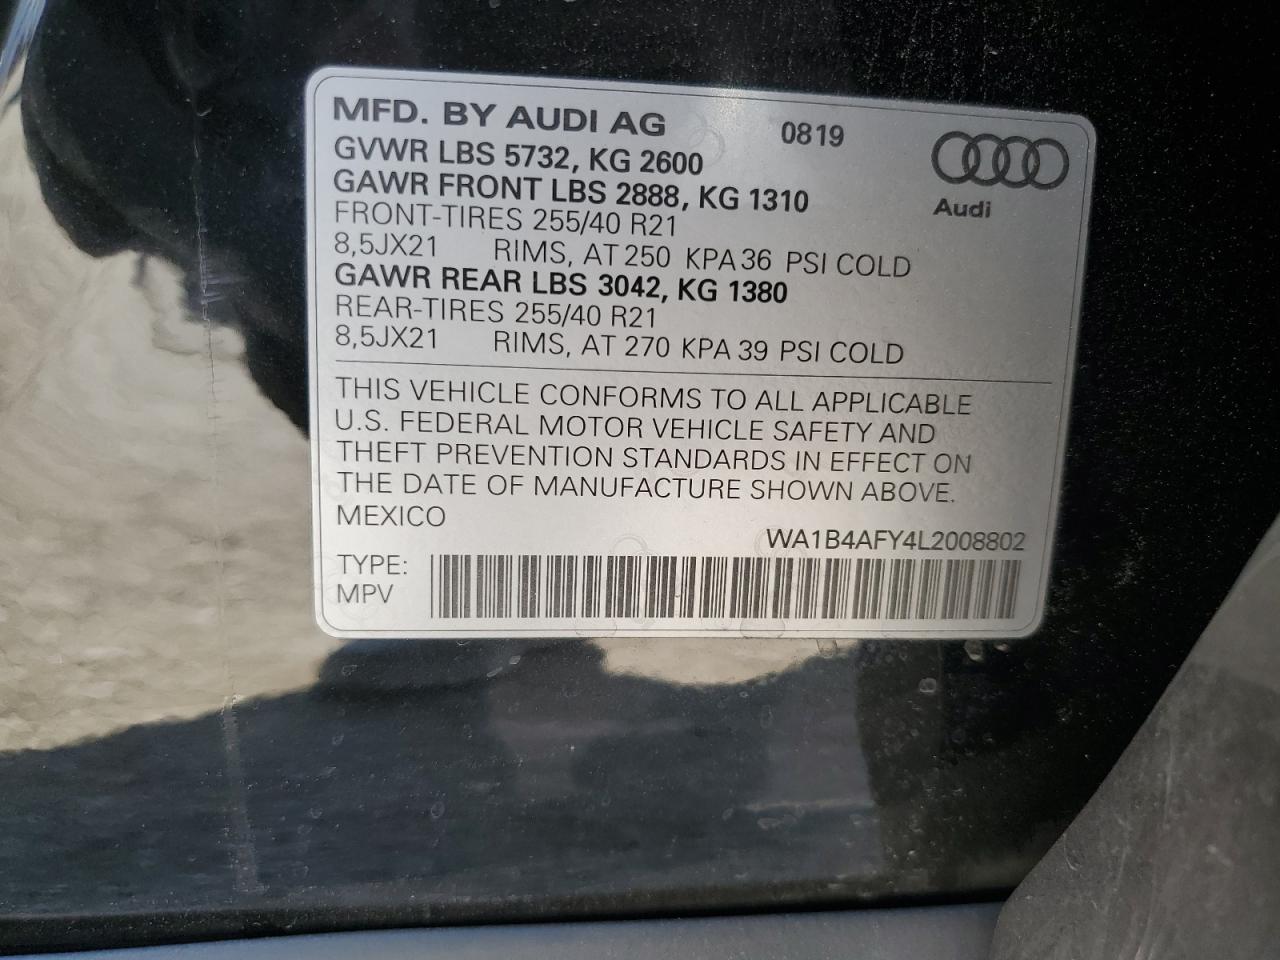 MFD. BY AUDI AG 0819
GVWR LBS 5732, KG 2600
GAWR FRONT LBS 2888, KG 1310
Audi
FRONT-TIRES 255/40 R21
8,5JX21 RIMS, AT 250 KPA 36 PSI COLD
GAWR REAR LBS 3042, KG 1380
REAR-TIRES 255/40 R21
8,5JX21 RIMS, AT 270 KPA 39 PSI COLD
THIS VEHICLE CONFORMS TO ALL APPLICABLE
U.S. FEDERAL MOTOR VEHICLE SAFETY AND
THEFT PREVENTION STANDARDS IN EFFECT ON
THE DATE OF MANUFACTURE SHOWN ABOVE.
MEXICO
WA1B4AFY4L2008802
TYPE:
MPV